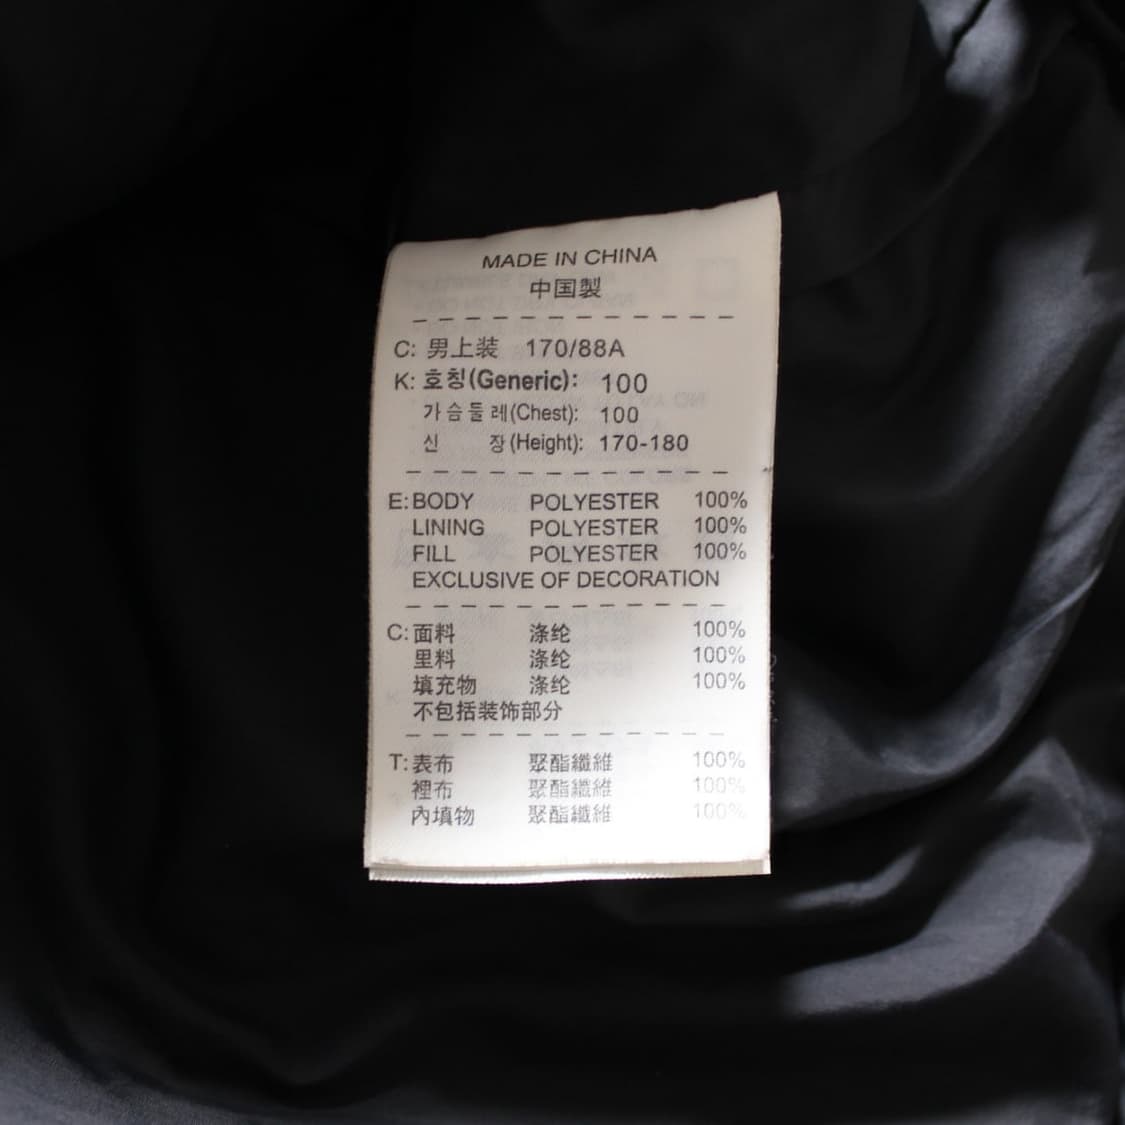 MADE IN CHINA
中国製
C: 男上装 170/88A
K: 호칭(Generic): 100
가슴둘레(Chest): 100
신 장(Height): 170-180
E: BODY POLYESTER 100%
LINING POLYESTER 100%
FILL POLYESTER 100%
EXCLUSIVE OF DECORATION
C: 面料 涤纶 100%
里料 涤纶 100%
填充物 涤纶 100%
不包括装饰部分
T: 表布 聚酯纖維 100%
裡布 聚酯纖維 100%
內填物 聚酯纖維 100%